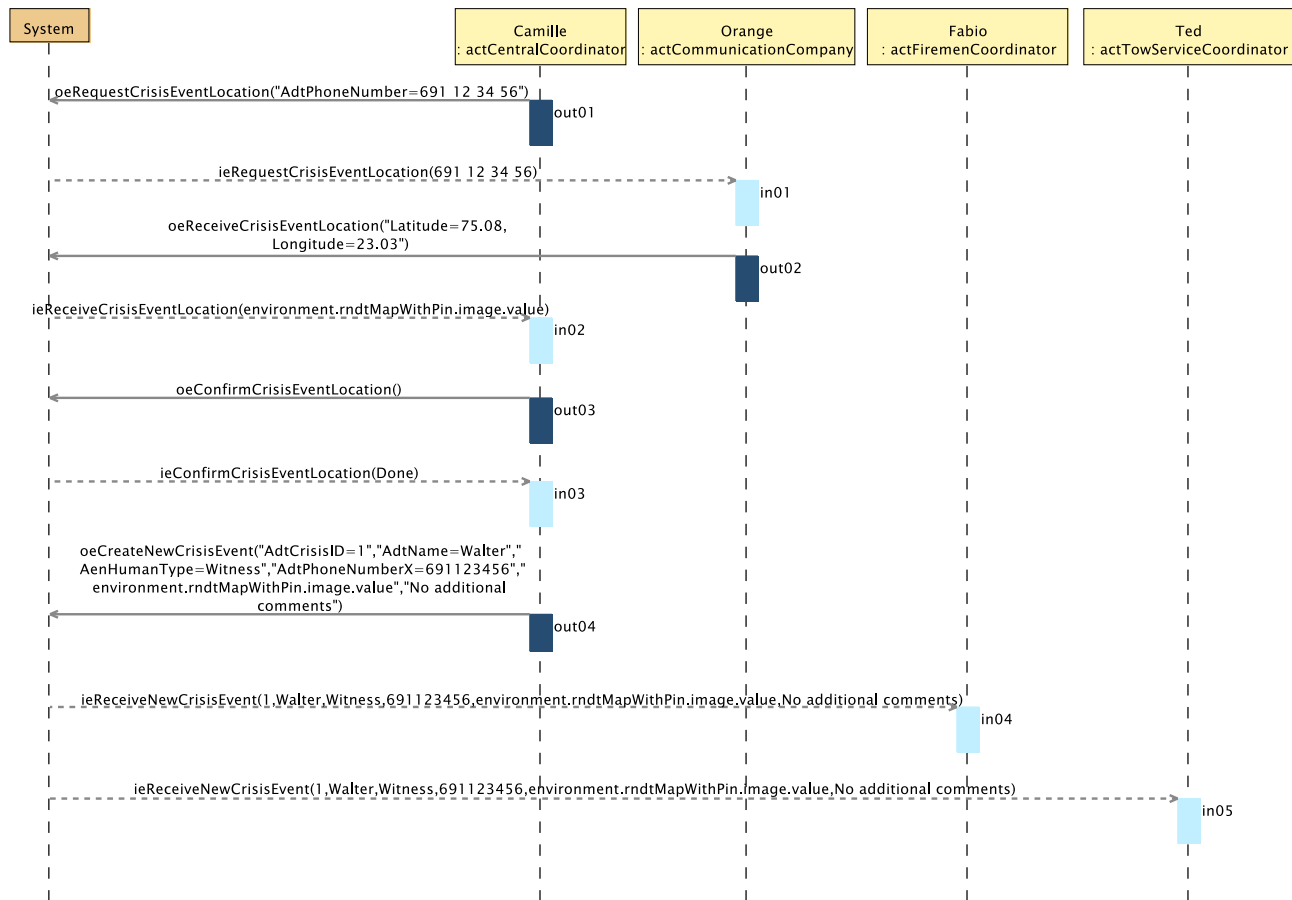 System
Camille
: actCentralCoordinator
Orange
: actCommunicationCompany
Fabio
: actFiremenCoordinator
Ted
: actTowServiceCoordinator
oeRequestCrisisEventLocation("AdtPhoneNumber=691 12 34 56")
out01
ieRequestCrisisEventLocation(691 12 34 56)
in01
oeReceiveCrisisEventLocation("Latitude=75.08,
Longitude=23.03")
out02
ieReceiveCrisisEventLocation(environment.rndtMapWithPin.image.value)
in02
oeConfirmCrisisEventLocation()
out03
ieConfirmCrisisEventLocation(Done)
in03
oeCreateNewCrisisEvent("AdtCrisisID=1","AdtName=Walter","
AenHumanType=Witness","AdtPhoneNumberX=691123456","
environment.rndtMapWithPin.image.value","No additional
comments")
out04
ieReceiveNewCrisisEvent(1,Walter,Witness,691123456,environment.rndtMapWithPin.image.value,No additional comments)
in04
ieReceiveNewCrisisEvent(1,Walter,Witness,691123456,environment.rndtMapWithPin.image.value,No additional comments)
in05